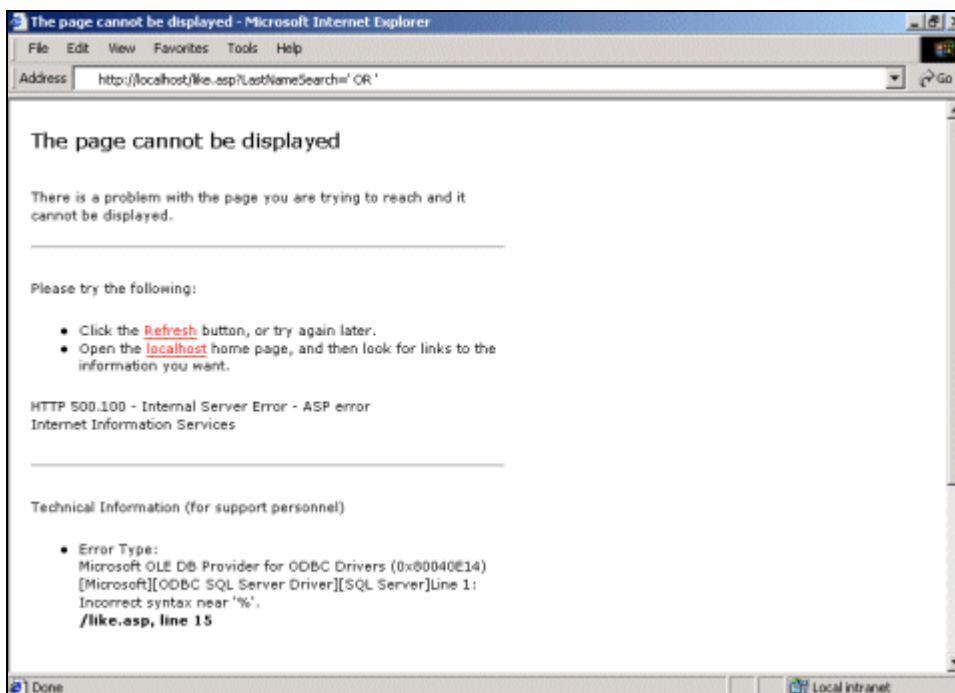 The page cannot be displayed - Microsoft Internet Explorer
File Edit View Favorites Tools Help
Address http://localhost/like.asp?LastNameSearch=' OR ' Go
The page cannot be displayed
There is a problem with the page you are trying to reach and it
cannot be displayed.
Please try the following:
Click the Refresh button, or try again later.
Open the localhost home page, and then look for links to the
information you want.
HTTP 500.100 - Internal Server Error - ASP error
Internet Information Services
Technical Information (for support personnel)
Error Type:
Microsoft OLE DB Provider for ODBC Drivers (0x80040E14)
[Microsoft][ODBC SQL Server Driver][SQL Server]Line 1:
Incorrect syntax near '%'.
/like.asp, line 15
Done Local intranet